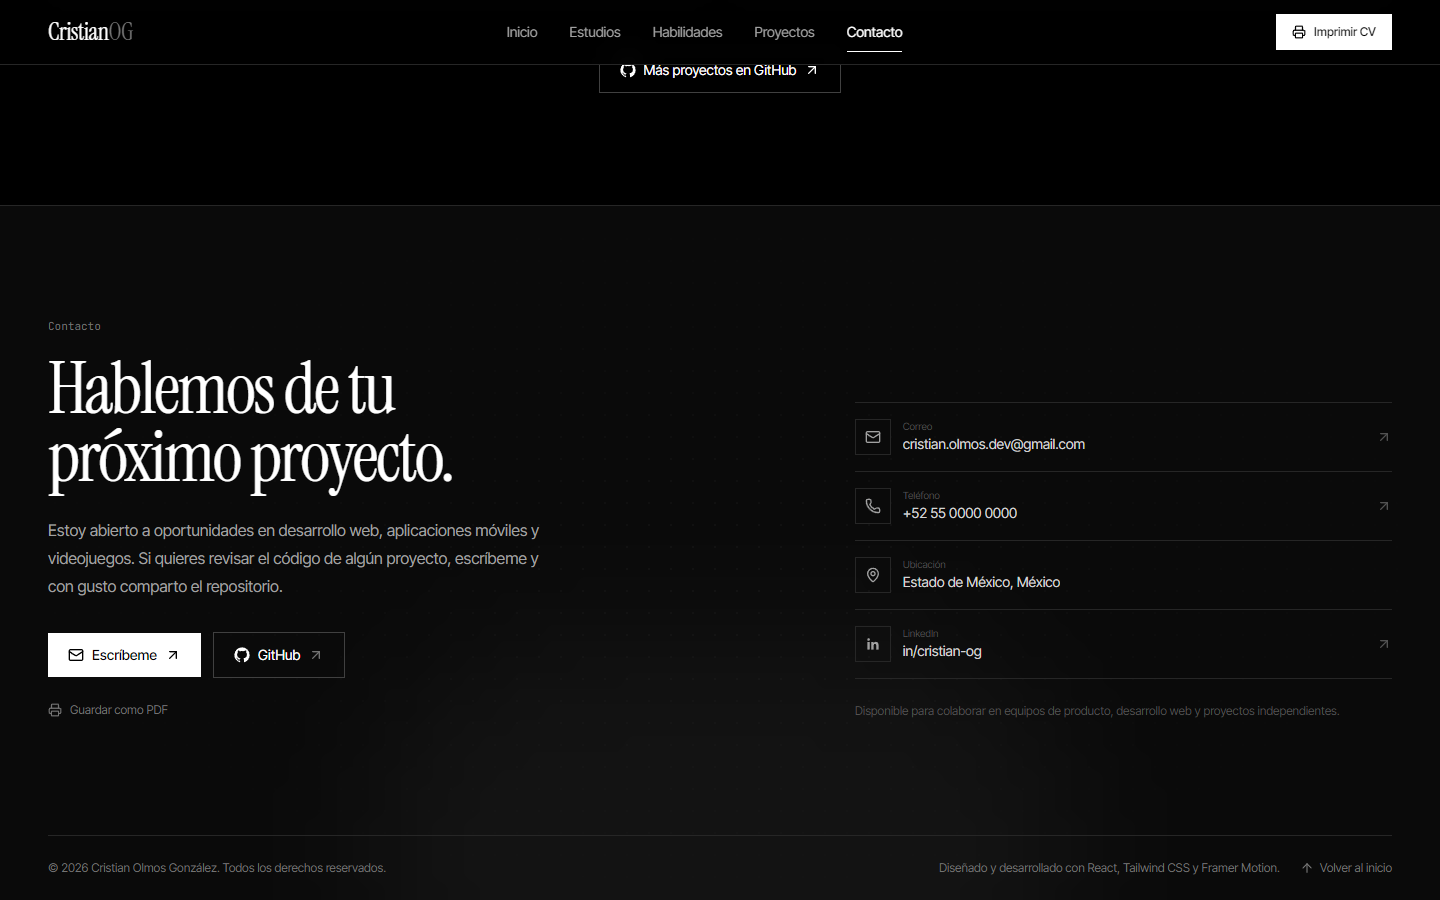 CristianOG
Inicio
Estudios
Habilidades
Proyectos
Contacto
Imprimir CV
Más proyectos en GitHub
Contacto
Hablemos de tu
próximo proyecto.
Estoy abierto a oportunidades en desarrollo web, aplicaciones móviles y
videojuegos. Si quieres revisar el código de algún proyecto, escríbeme y
con gusto comparto el repositorio.
Escríbeme
GitHub
Guardar como PDF
Correo
cristian.olmos.dev@gmail.com
Teléfono
+52 55 0000 0000
Ubicación
Estado de México, México
LinkedIn
in/cristian-og
Disponible para colaborar en equipos de producto, desarrollo web y proyectos independientes.
© 2026 Cristian Olmos González. Todos los derechos reservados.
Diseñado y desarrollado con React, Tailwind CSS y Framer Motion.
Volver al inicio